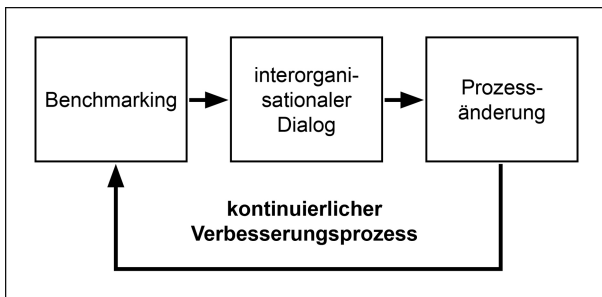 Benchmarking
interorgani-
sationaler
Dialog
Prozess-
änderung
kontinuierlicher
Verbesserungsprozess